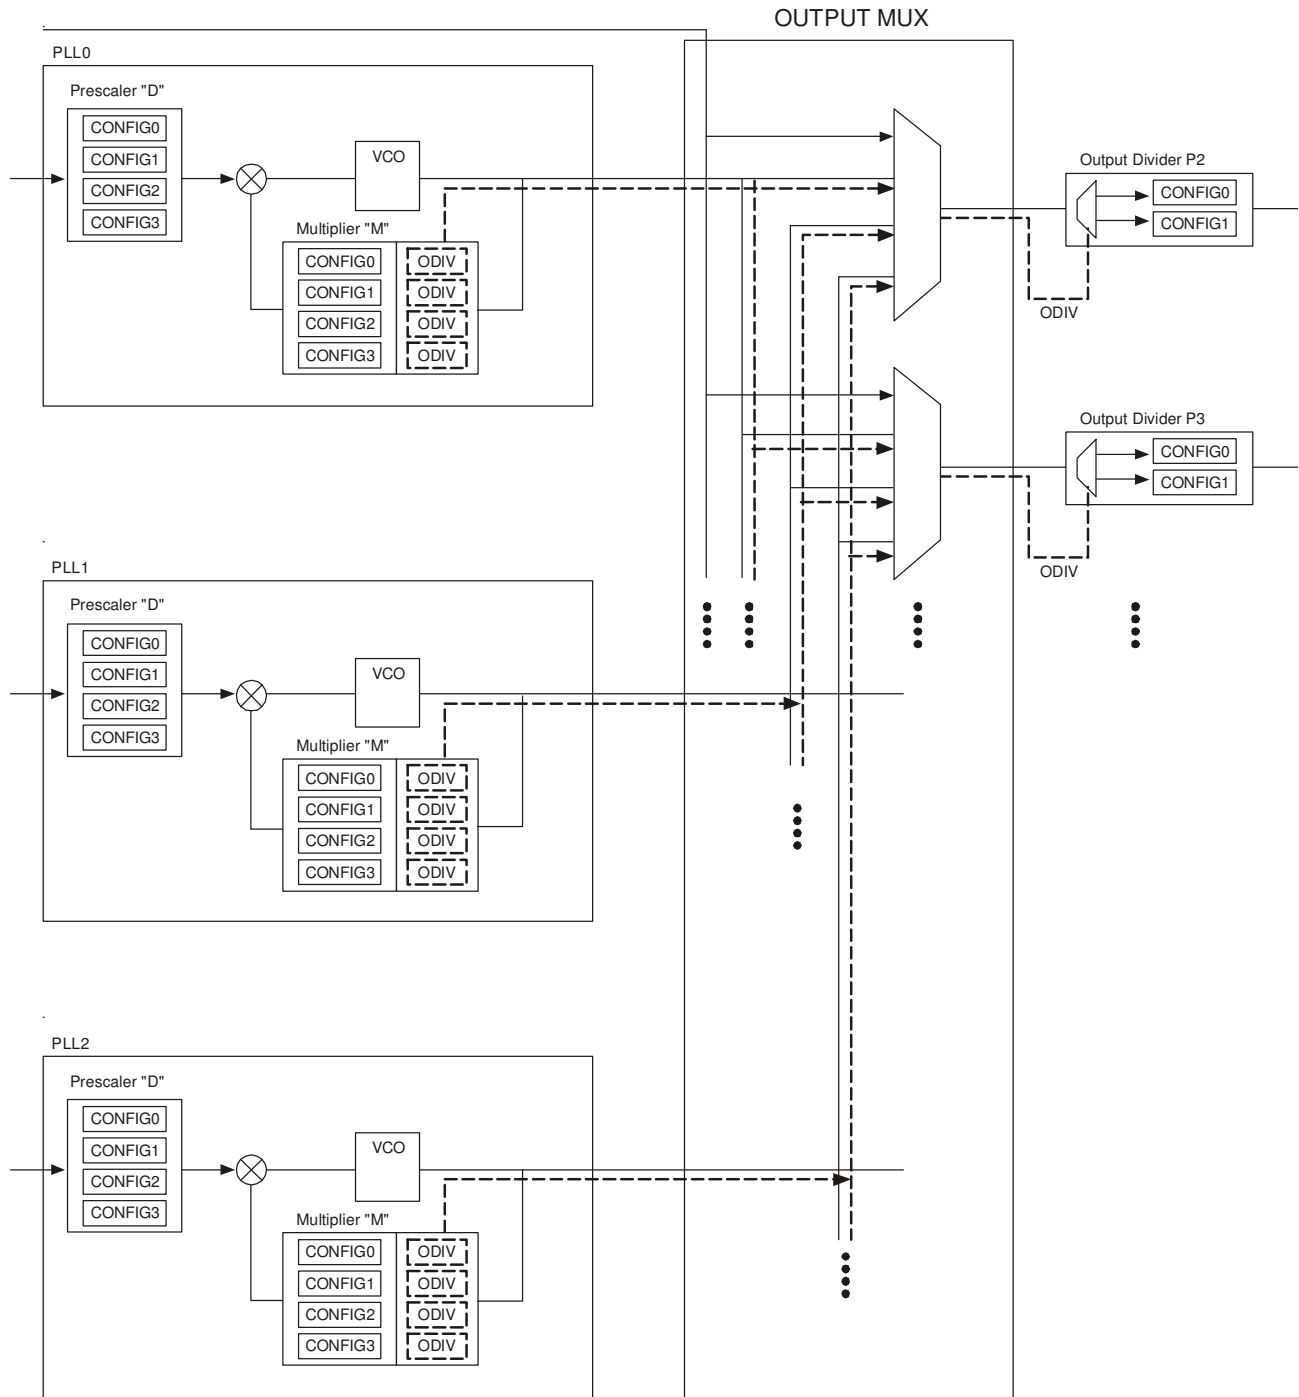 OUTPUT MUX
PLL0
Prescaler "D"
CONFIG0
CONFIG1
CONFIG2
CONFIG3
VCO
Multiplier "M"
CONFIG0 ODIV
CONFIG1 ODIV
CONFIG2 ODIV
CONFIG3 ODIV
Output Divider P2
CONFIG0
CONFIG1
ODIV
Output Divider P3
CONFIG0
CONFIG1
ODIV
PLL1
Prescaler "D"
CONFIG0
CONFIG1
CONFIG2
CONFIG3
VCO
Multiplier "M"
CONFIG0 ODIV
CONFIG1 ODIV
CONFIG2 ODIV
CONFIG3 ODIV
PLL2
Prescaler "D"
CONFIG0
CONFIG1
CONFIG2
CONFIG3
VCO
Multiplier "M"
CONFIG0 ODIV
CONFIG1 ODIV
CONFIG2 ODIV
CONFIG3 ODIV